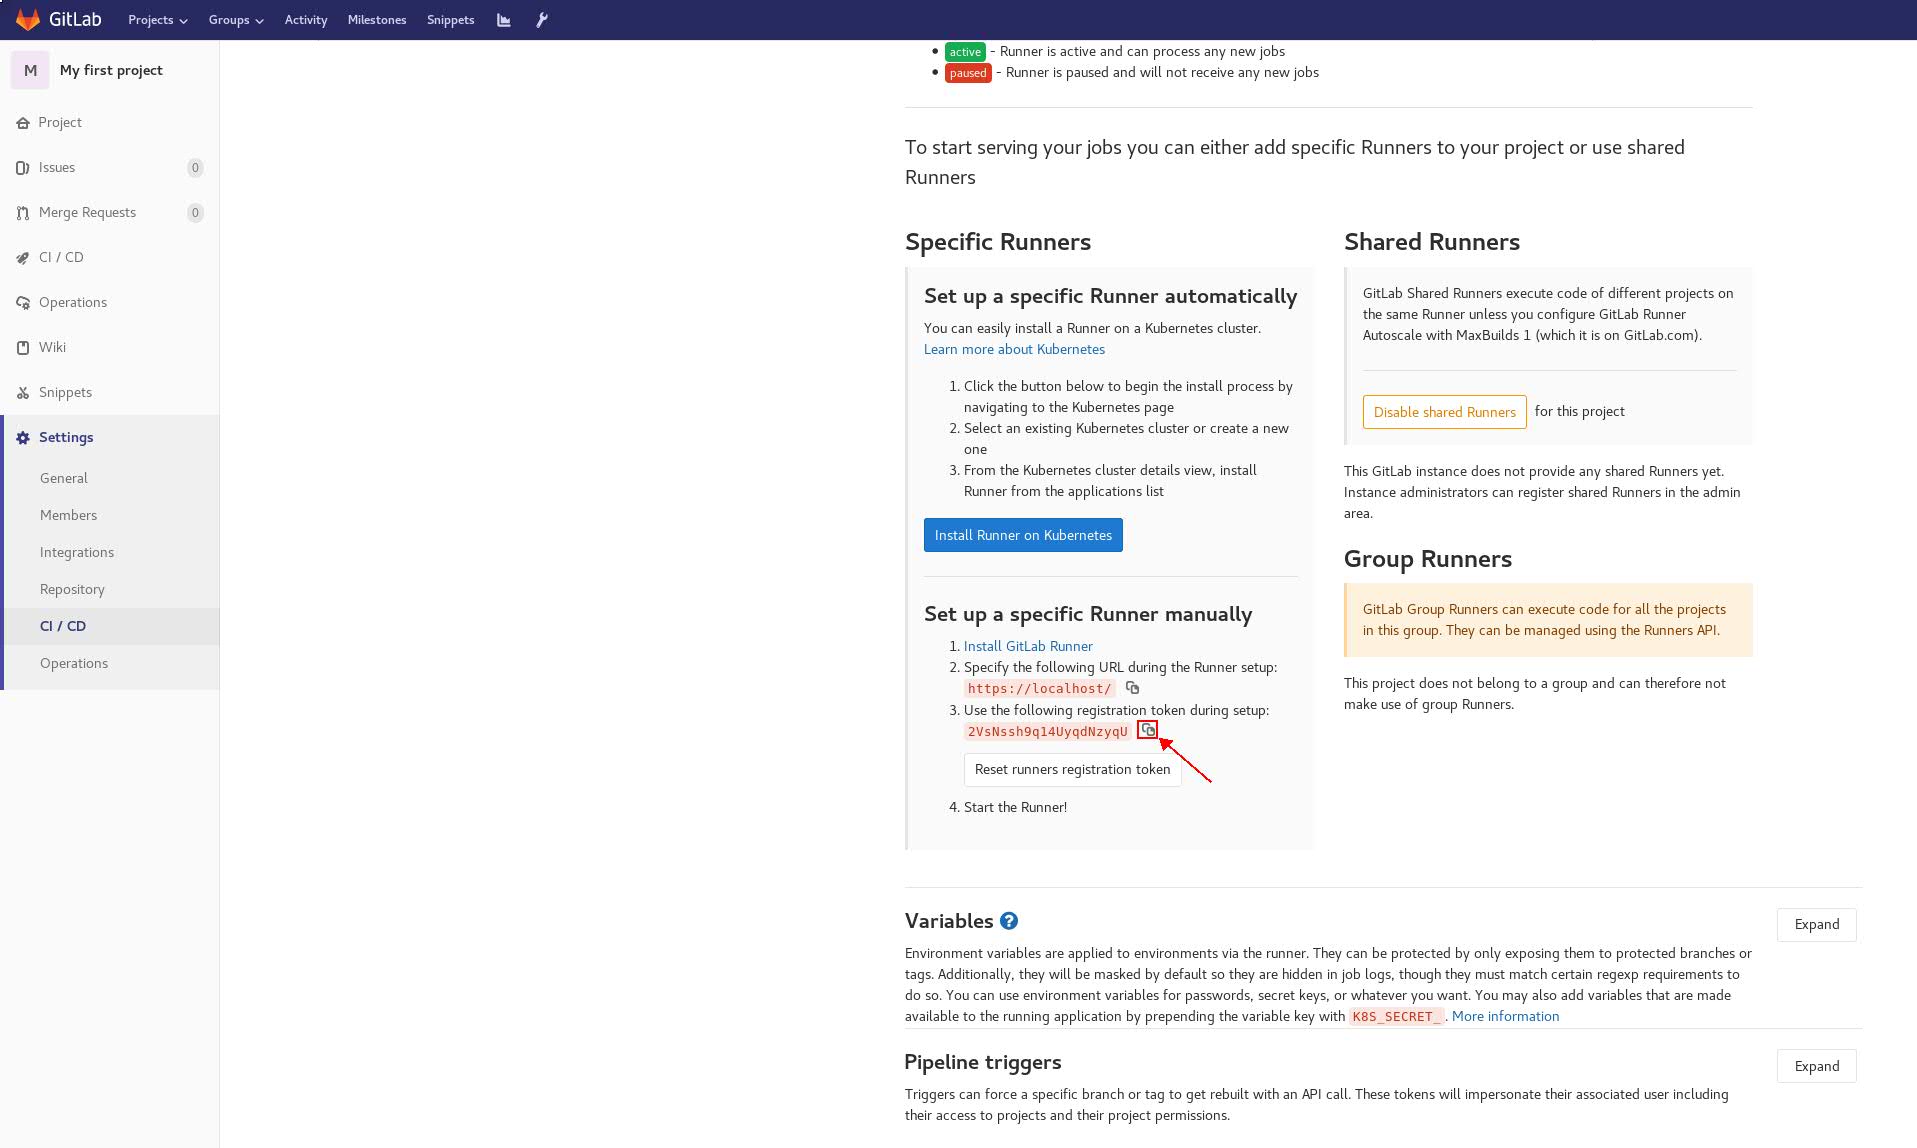 GitLab Projects Groups Activity Milestones Snippets
M My first project
Project
Issues 0
Merge Requests 0
CI / CD
Operations
Wiki
Snippets
Settings
General
Members
Integrations
Repository
CI / CD
Operations
active - Runner is active and can process any new jobs
paused - Runner is paused and will not receive any new jobs
To start serving your jobs you can either add specific Runners to your project or use shared
Runners
Specific Runners
Set up a specific Runner automatically
You can easily install a Runner on a Kubernetes cluster.
Learn more about Kubernetes
1. Click the button below to begin the install process by
navigating to the Kubernetes page
2. Select an existing Kubernetes cluster or create a new
one
3. From the Kubernetes cluster details view, install
Runner from the applications list
Install Runner on Kubernetes
Set up a specific Runner manually
1. Install GitLab Runner
2. Specify the following URL during the Runner setup:
https://localhost/
3. Use the following registration token during setup:
2VsNssh9q14UyqdNzyqU
Reset runners registration token
4. Start the Runner!
Shared Runners
GitLab Shared Runners execute code of different projects on
the same Runner unless you configure GitLab Runner
Autoscale with MaxBuilds 1 (which it is on GitLab.com).
Disable shared Runners for this project
This GitLab instance does not provide any shared Runners yet.
Instance administrators can register shared Runners in the admin
area.
Group Runners
GitLab Group Runners can execute code for all the projects
in this group. They can be managed using the Runners API.
This project does not belong to a group and can therefore not
make use of group Runners.
Variables ?
Expand
Environment variables are applied to environments via the runner. They can be protected by only exposing them to protected branches or
tags. Additionally, they will be masked by default so they are hidden in job logs, though they must match certain regexp requirements to
do so. You can use environment variables for passwords, secret keys, or whatever you want. You may also add variables that are made
available to the running application by prepending the variable key with K8S_SECRET_. More information
Pipeline triggers
Expand
Triggers can force a specific branch or tag to get rebuilt with an API call. These tokens will impersonate their associated user including
their access to projects and their project permissions.